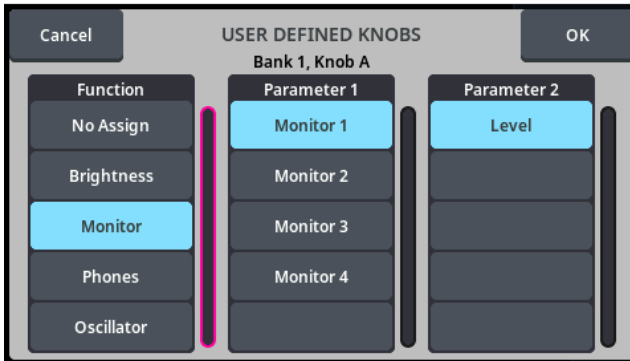 Cancel
USER DEFINED KNOBS
OK
Bank 1, Knob A
Function
Parameter 1
Parameter 2
No Assign
Monitor 1
Level
Brightness
Monitor 2
Monitor
Monitor 3
Phones
Monitor 4
Oscillator